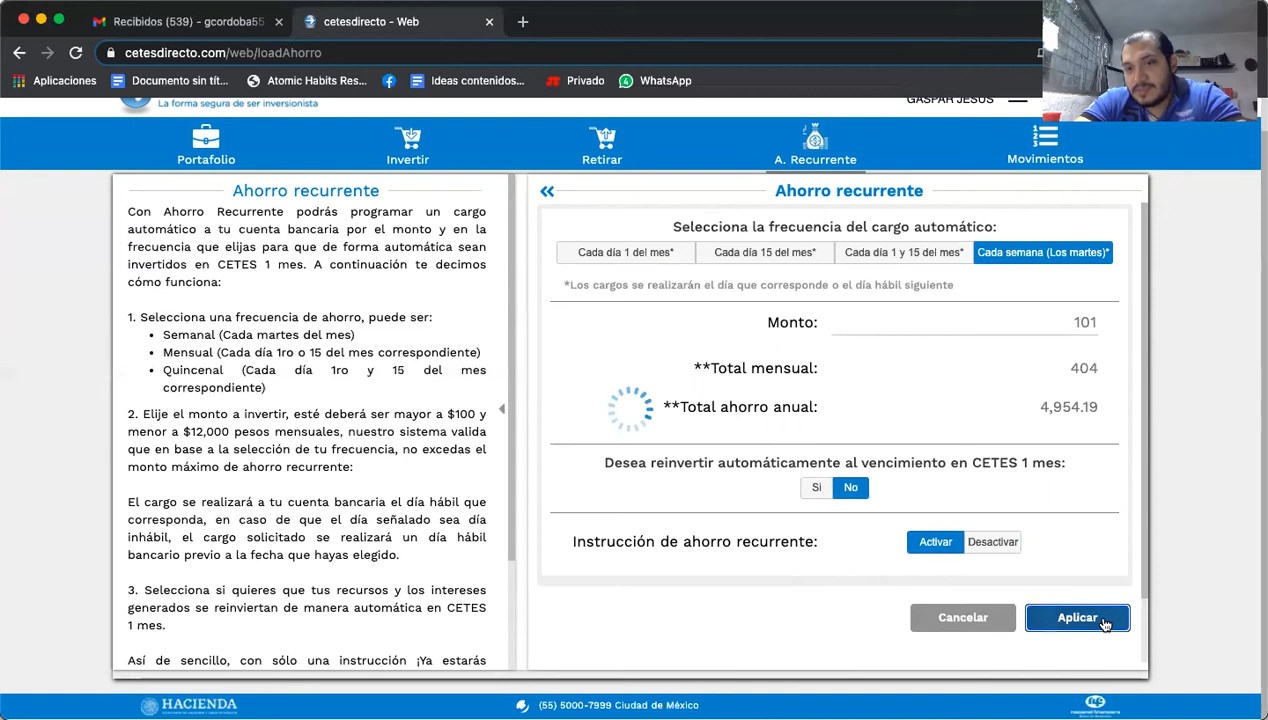 Recibidos (539) - gcordoba55
cetesdirecto - Web
cetesdirecto.com/web/loadAhorro
Aplicaciones
Documento sin tít...
Atomic Habits Res...
Ideas contenidos...
Privado
WhatsApp
La forma segura de ser inversionista
GASPAR JESUS
Portafolio
Invertir
Retirar
A. Recurrente
Movimientos
Ahorro recurrente
Con Ahorro Recurrente podrás programar un cargo
automático a tu cuenta bancaria por el monto y en la
frecuencia que elijas para que de forma automática sean
invertidos en CETES 1 mes. A continuación te decimos
cómo funciona:
1. Selecciona una frecuencia de ahorro, puede ser:
• Semanal (Cada martes del mes)
• Mensual (Cada día 1ro o 15 del mes correspondiente)
• Quincenal (Cada día 1ro y 15 del mes
correspondiente)
2. Elije el monto a invertir, esté deberá ser mayor a $100 y
menor a $12,000 pesos mensuales, nuestro sistema valida
que en base a la selección de tu frecuencia, no excedas el
monto máximo de ahorro recurrente:
El cargo se realizará a tu cuenta bancaria el día hábil que
corresponda, en caso de que el día señalado sea día
inhábil, el cargo solicitado se realizará un día hábil
bancario previo a la fecha que hayas elegido.
3. Selecciona si quieres que tus recursos y los intereses
generados se reinviertan de manera automática en CETES
1 mes.
Así de sencillo, con sólo una instrucción ¡Ya estarás
Ahorro recurrente
Selecciona la frecuencia del cargo automático:
Cada día 1 del mes*
Cada día 15 del mes*
Cada día 1 y 15 del mes*
Cada semana (Los martes)*
*Los cargos se realizarán el día que corresponde o el día hábil siguiente
Monto: 101
**Total mensual: 404
**Total ahorro anual: 4,954.19
Desea reinvertir automáticamente al vencimiento en CETES 1 mes:
Si No
Instrucción de ahorro recurrente: Activar Desactivar
Cancelar
Aplicar
HACIENDA
(55) 5000-7999 Ciudad de México